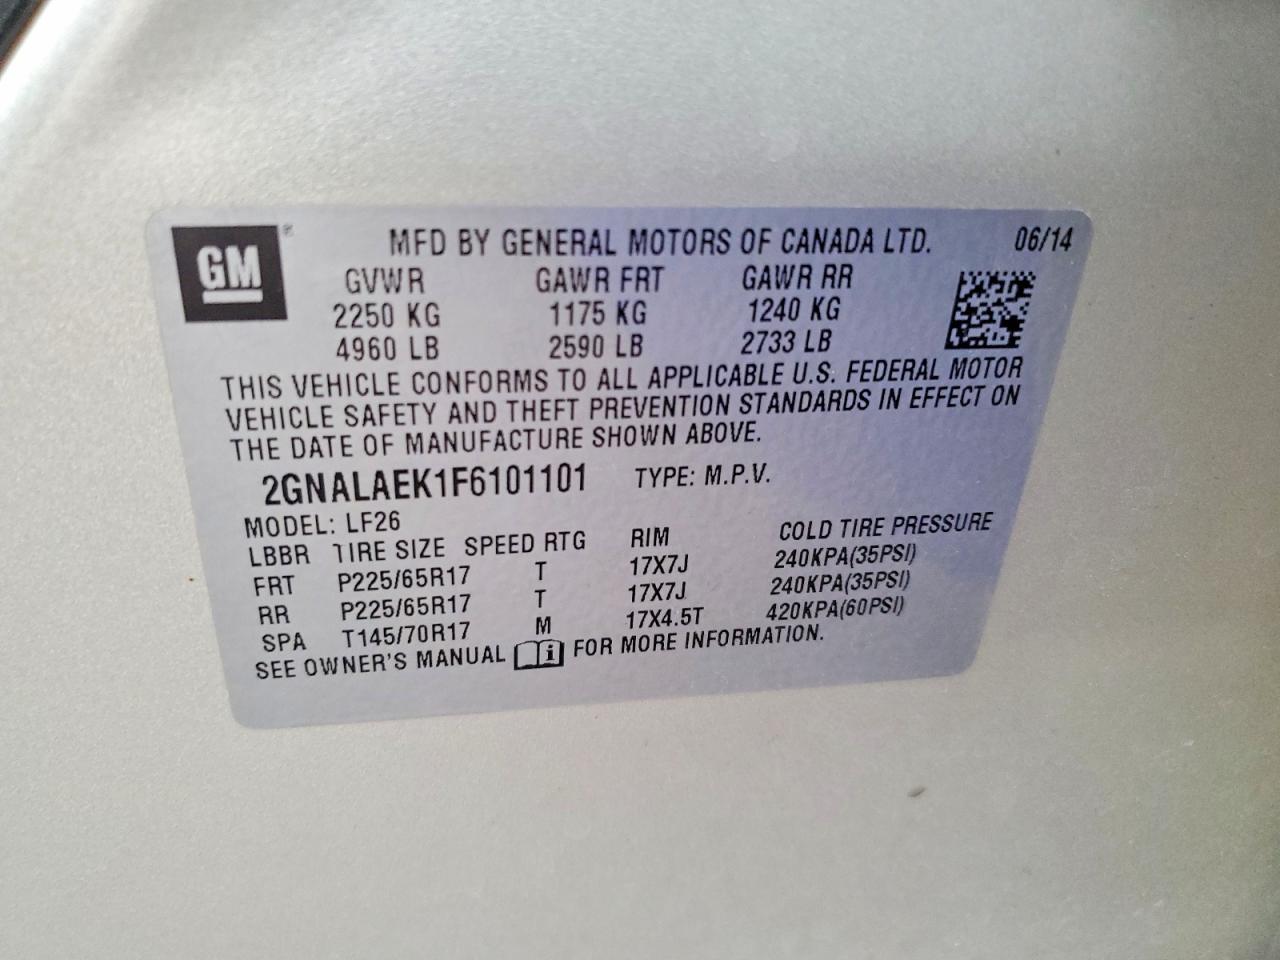 GM®
MFD BY GENERAL MOTORS OF CANADA LTD. 06/14
GVWR GAWR FRT GAWR RR
2250 KG 1175 KG 1240 KG
4960 LB 2590 LB 2733 LB
THIS VEHICLE CONFORMS TO ALL APPLICABLE U.S. FEDERAL MOTOR
VEHICLE SAFETY AND THEFT PREVENTION STANDARDS IN EFFECT ON
THE DATE OF MANUFACTURE SHOWN ABOVE.
2GNALAEK1F6101101 TYPE: M.P.V.
MODEL: LF26
LBBR TIRE SIZE SPEED RTG RIM COLD TIRE PRESSURE
FRT P225/65R17 T 17X7J 240KPA(35PSI)
RR P225/65R17 T 17X7J 240KPA(35PSI)
SPA T145/70R17 M 17X4.5T 420KPA(60PSI)
SEE OWNER'S MANUAL i FOR MORE INFORMATION.